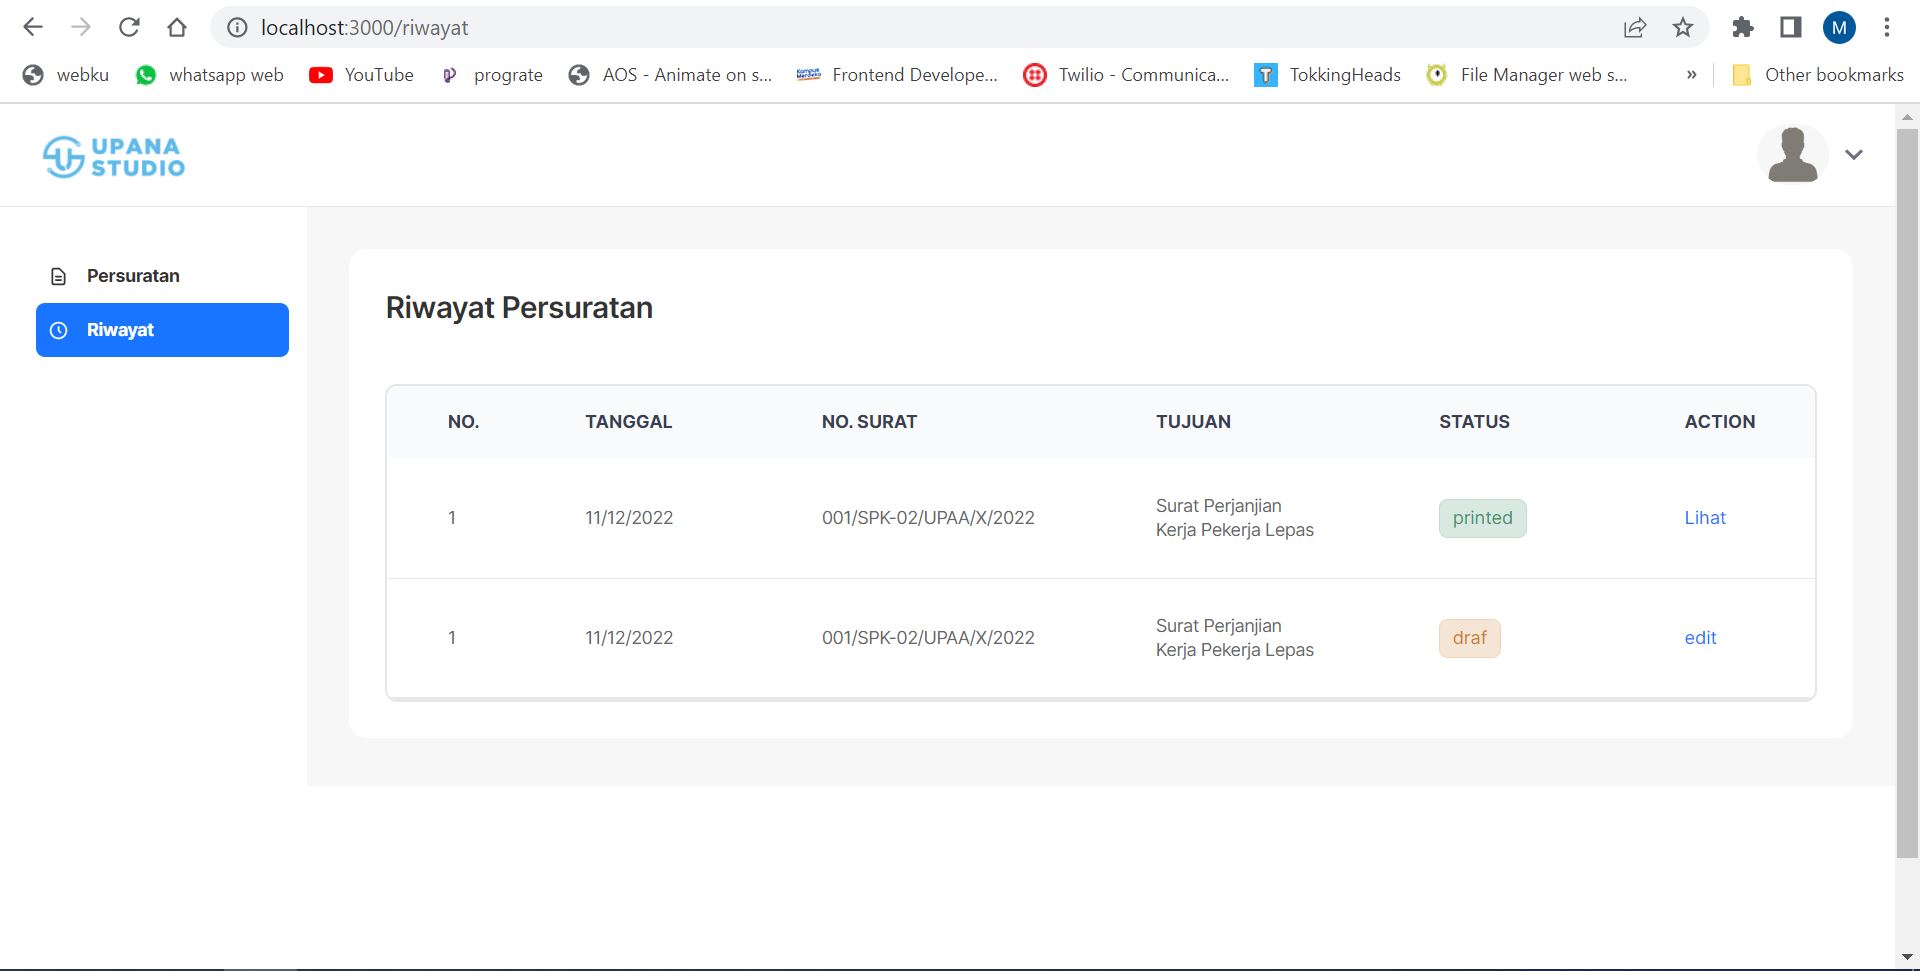 localhost:3000/riwayat
M
webku whatsapp web YouTube prograte AOS - Animate on s... Frontend Develope... Twilio - Communica... TokkingHeads File Manager web s... » Other bookmarks
UPANA
STUDIO
Persuratan
Riwayat
Riwayat Persuratan
NO. TANGGAL NO. SURAT TUJUAN STATUS ACTION
1 11/12/2022 001/SPK-02/UPAA/X/2022 Surat Perjanjian
Kerja Pekerja Lepas printed Lihat
1 11/12/2022 001/SPK-02/UPAA/X/2022 Surat Perjanjian
Kerja Pekerja Lepas draf edit